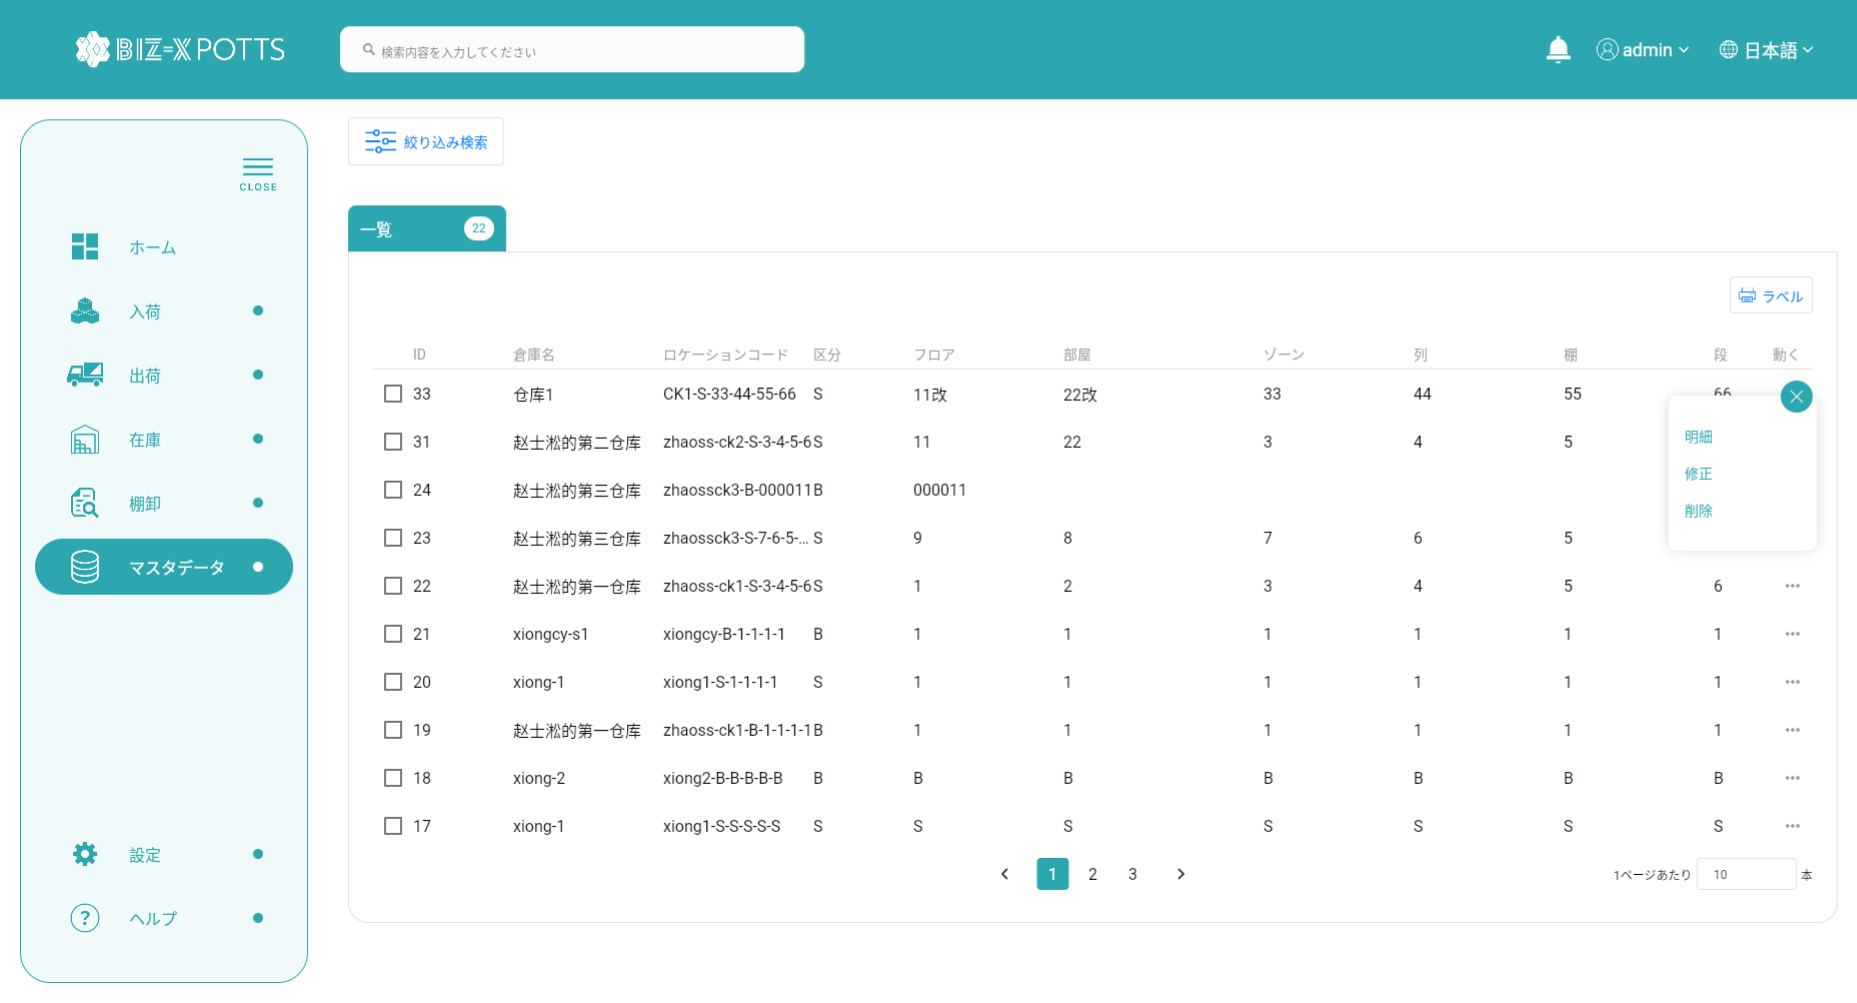 BIZ=X POTTS
検索内容を入力してください
admin
日本語
CLOSE
ホーム
入荷
出荷
在庫
棚卸
マスタデータ
設定
ヘルプ
絞り込み検索
一覧 22
ラベル
ID 倉庫名 ロケーションコード 区分 フロア 部屋 ゾーン 列 棚 段 動く
33 仓库1 CK1-S-33-44-55-66 S 11改 22改 33 44 55 66
31 赵士淞的第二仓库 zhaoss-ck2-S-3-4-5-6 S 11 22 3 4 5
24 赵士淞的第三仓库 zhaossck3-B-000011 B 000011
23 赵士淞的第三仓库 zhaossck3-S-7-6-5-... S 9 8 7 6 5
22 赵士淞的第一仓库 zhaoss-ck1-S-3-4-5-6 S 1 2 3 4 5 6
21 xiongcy-s1 xiongcy-B-1-1-1-1 B 1 1 1 1 1 1
20 xiong-1 xiong1-S-1-1-1-1 S 1 1 1 1 1 1
19 赵士淞的第一仓库 zhaoss-ck1-B-1-1-1-1 B 1 1 1 1 1 1
18 xiong-2 xiong2-B-B-B-B-B B B B B B B B
17 xiong-1 xiong1-S-S-S-S-S S S S S S S S
明細
修正
削除
1 2 3
1ページあたり 10 本